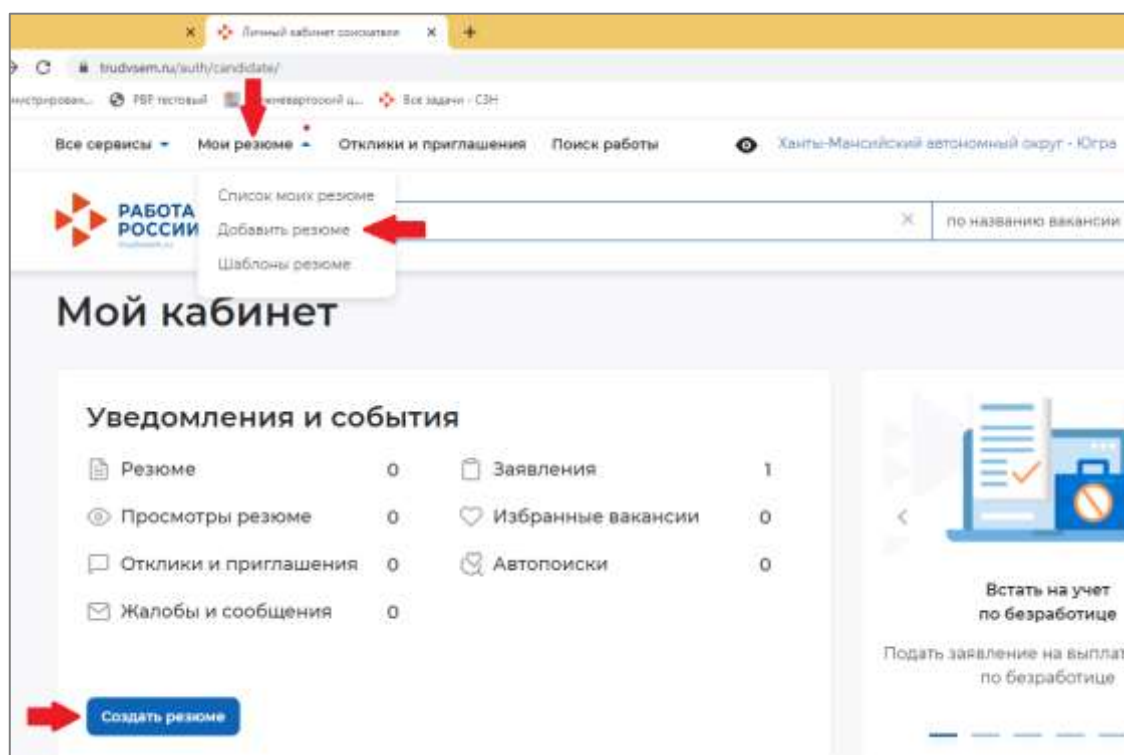 Личный кабинет соискателя
trudvsem.ru/auth/candidate/
РВР тестовый
Все задачи - СЗН
Все сервисы Мои резюме Отклики и приглашения Поиск работы Ханты-Мансийский автономный округ - Югра
Список моих резюме
РАБОТА
РОССИИ
Добавить резюме
по названию вакансии
Шаблоны резюме
Мой кабинет
Уведомления и события
Резюме 0 Заявления 1
Просмотры резюме 0 Избранные вакансии 0
Отклики и приглашения 0 Автопоиски 0
Жалобы и сообщения 0
Встать на учет
по безработице
Подать заявление на выплат
по безработице
Создать резюме